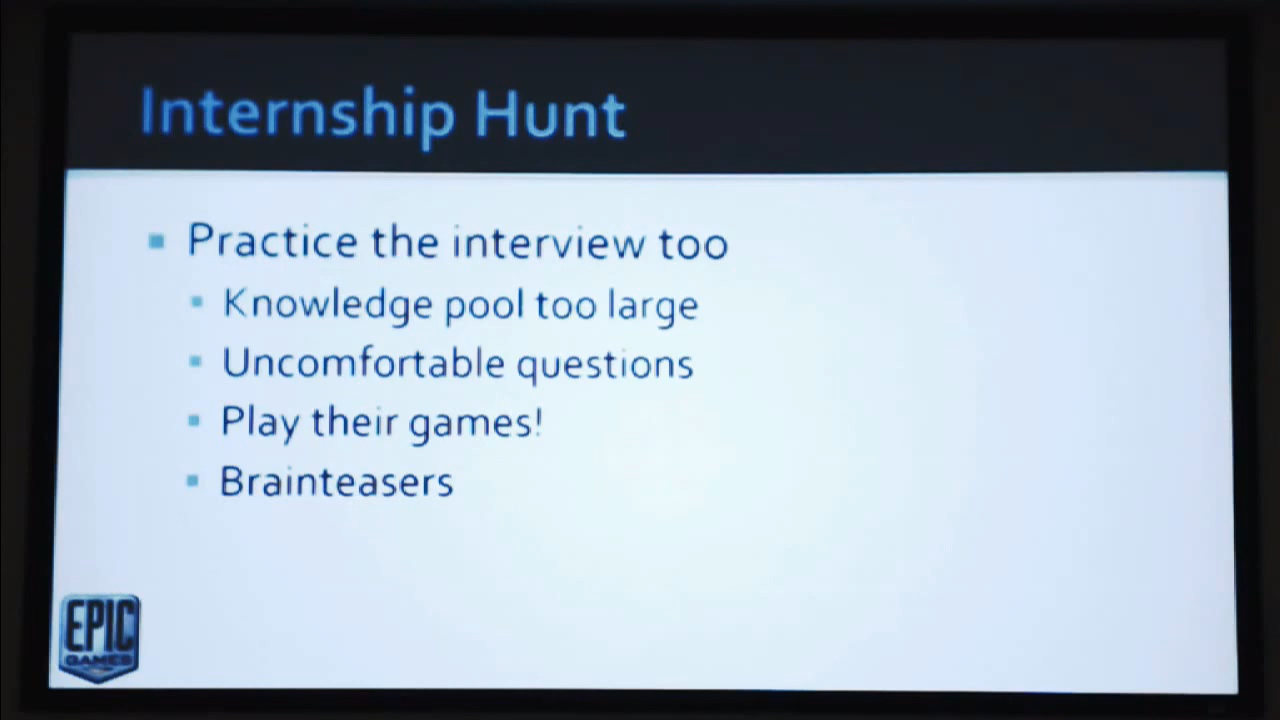 Internship Hunt
Practice the interview too
Knowledge pool too large
Uncomfortable questions
Play their games!
Brainteasers
EPIC
GAMES